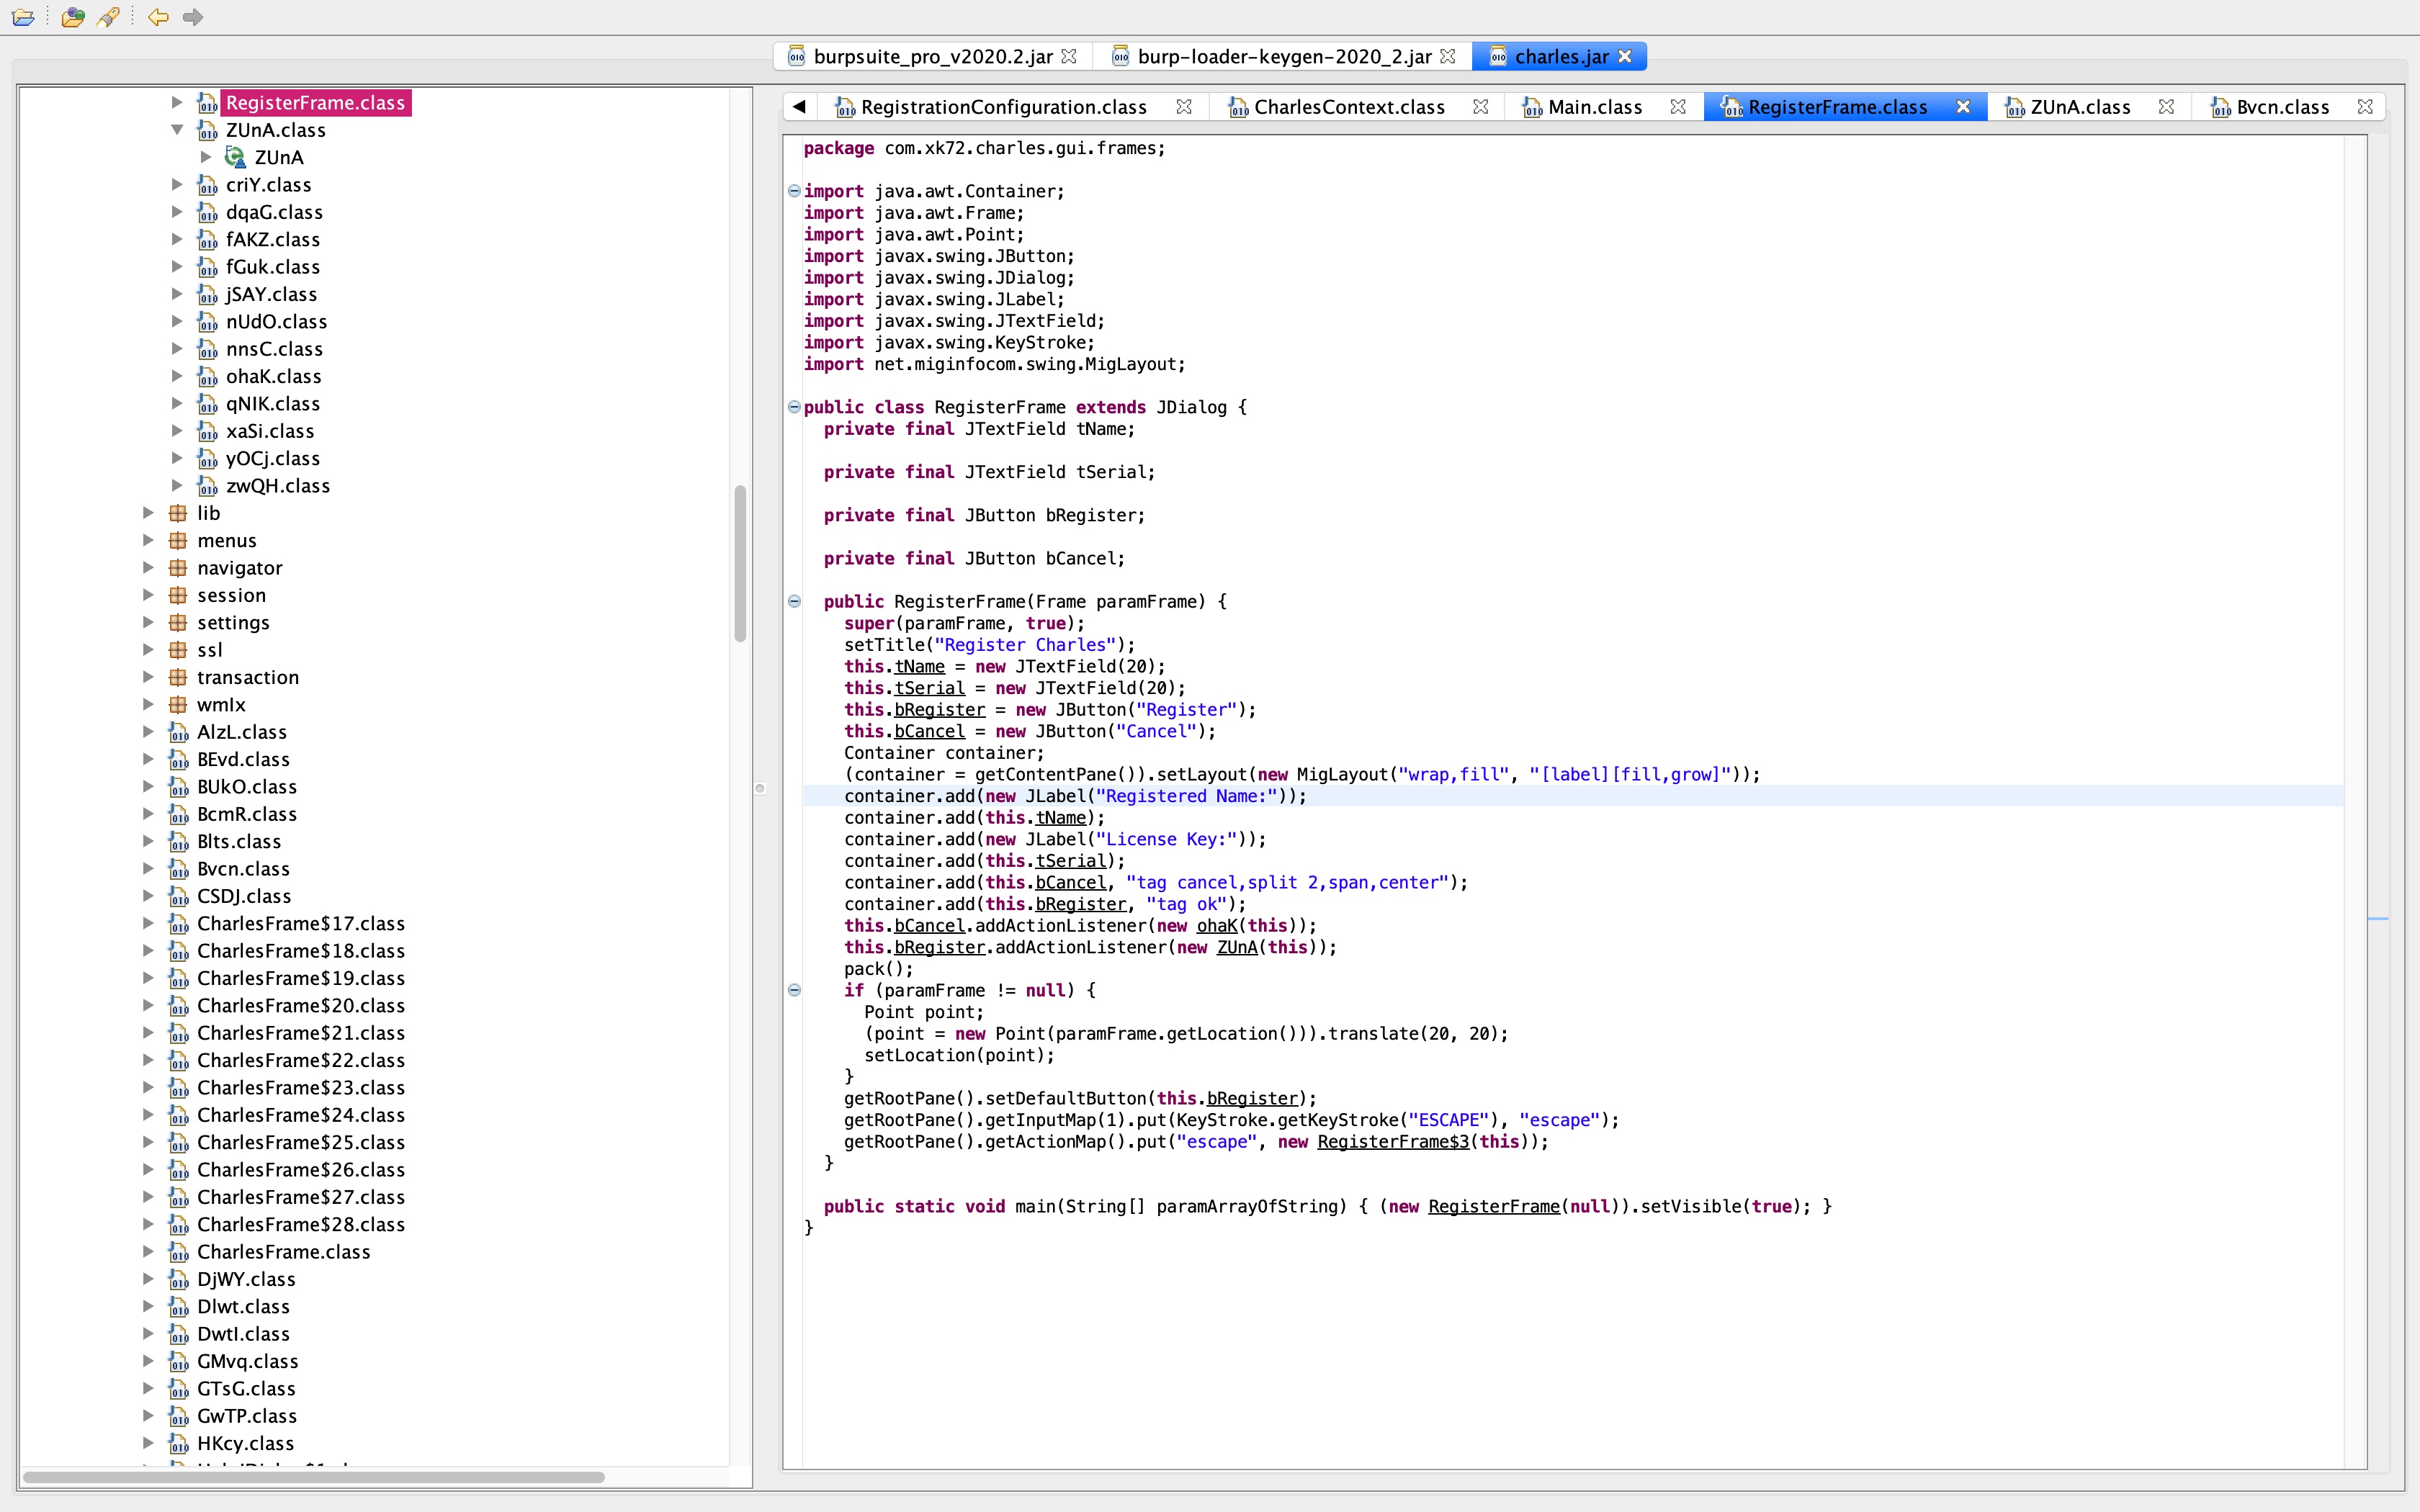 burpsuite_pro_v2020.2.jar
burp-loader-keygen-2020_2.jar
charles.jar
RegisterFrame.class
ZUnA.class
ZUnA
criY.class
dqaG.class
fAKZ.class
fGuk.class
jSAY.class
nUdO.class
nnsC.class
ohaK.class
qNIK.class
xaSi.class
yOCj.class
zwQH.class
lib
menus
navigator
session
settings
ssl
transaction
wmlx
AlzL.class
BEvd.class
BUkO.class
BcmR.class
Blts.class
Bvcn.class
CSDJ.class
CharlesFrame$17.class
CharlesFrame$18.class
CharlesFrame$19.class
CharlesFrame$20.class
CharlesFrame$21.class
CharlesFrame$22.class
CharlesFrame$23.class
CharlesFrame$24.class
CharlesFrame$25.class
CharlesFrame$26.class
CharlesFrame$27.class
CharlesFrame$28.class
CharlesFrame.class
DjWY.class
Dlwt.class
DwtI.class
GMvq.class
GTsG.class
GwTP.class
HKcy.class
RegistrationConfiguration.class
CharlesContext.class
Main.class
RegisterFrame.class
ZUnA.class
Bvcn.class
package com.xk72.charles.gui.frames;
import java.awt.Container;
import java.awt.Frame;
import java.awt.Point;
import javax.swing.JButton;
import javax.swing.JDialog;
import javax.swing.JLabel;
import javax.swing.JTextField;
import javax.swing.KeyStroke;
import net.miginfocom.swing.MigLayout;
public class RegisterFrame extends JDialog {
private final JTextField tName;
private final JTextField tSerial;
private final JButton bRegister;
private final JButton bCancel;
public RegisterFrame(Frame paramFrame) {
super(paramFrame, true);
setTitle("Register Charles");
this.tName = new JTextField(20);
this.tSerial = new JTextField(20);
this.bRegister = new JButton("Register");
this.bCancel = new JButton("Cancel");
Container container;
(container = getContentPane()).setLayout(new MigLayout("wrap,fill", "[label][fill,grow]"));
container.add(new JLabel("Registered Name:"));
container.add(this.tName);
container.add(new JLabel("License Key:"));
container.add(this.tSerial);
container.add(this.bCancel, "tag cancel,split 2,span,center");
container.add(this.bRegister, "tag ok");
this.bCancel.addActionListener(new ohaK(this));
this.bRegister.addActionListener(new ZUnA(this));
pack();
if (paramFrame != null) {
Point point;
(point = new Point(paramFrame.getLocation())).translate(20, 20);
setLocation(point);
}
getRootPane().setDefaultButton(this.bRegister);
getRootPane().getInputMap(1).put(KeyStroke.getKeyStroke("ESCAPE"), "escape");
getRootPane().getActionMap().put("escape", new RegisterFrame$3(this));
}
public static void main(String[] paramArrayOfString) { (new RegisterFrame(null)).setVisible(true); }
}